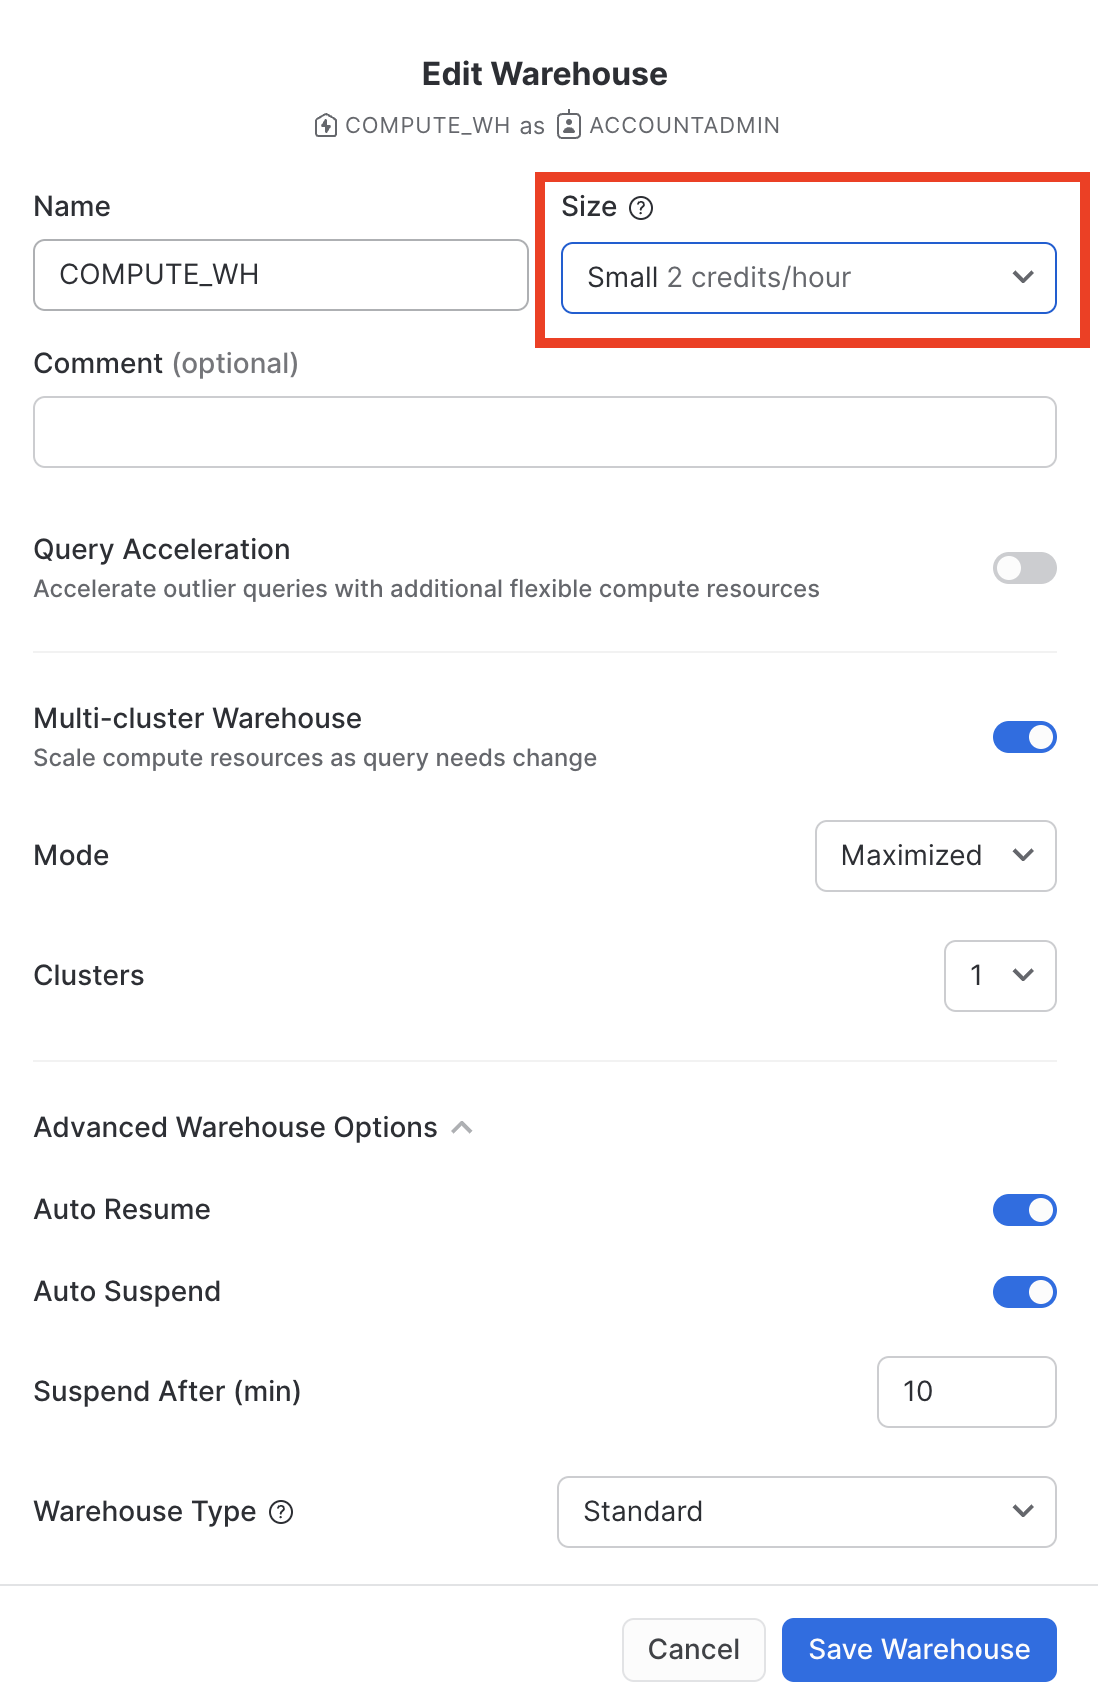 Edit Warehouse
COMPUTE_WH as ACCOUNTADMIN
Name
Size
COMPUTE_WH
Small 2 credits/hour
Comment (optional)
Query Acceleration
Accelerate outlier queries with additional flexible compute resources
Multi-cluster Warehouse
Scale compute resources as query needs change
Mode
Maximized
Clusters
1
Advanced Warehouse Options
Auto Resume
Auto Suspend
Suspend After (min)
10
Warehouse Type
Standard
Cancel
Save Warehouse